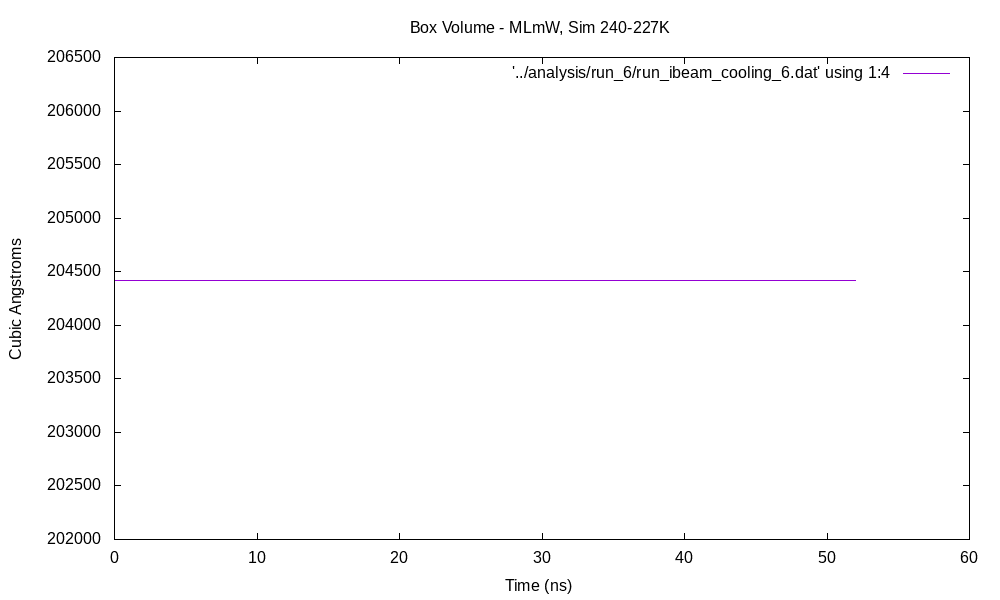 Box Volume - MLmW, Sim 240-227K
'../analysis/run_6/run_ibeam_cooling_6.dat' using 1:4
206500
206000
205500
205000
204500
204000
203500
203000
202500
202000
Cubic Angstroms
0 10 20 30 40 50 60
Time (ns)